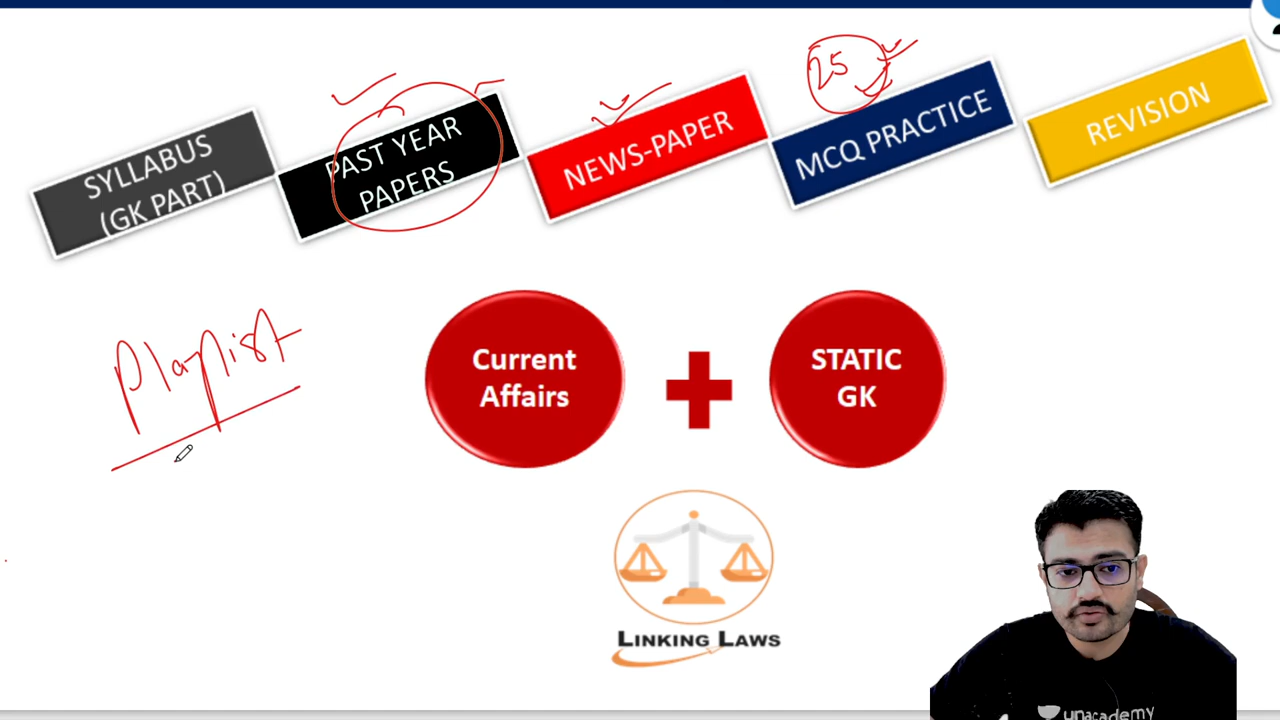 SYLLABUS
(GK PART)
PAST YEAR
PAPERS
NEWS-PAPER
25
MCQ PRACTICE
REVISION
Playlist
Current
Affairs
STATIC
GK
LINKING LAWS
unacademy